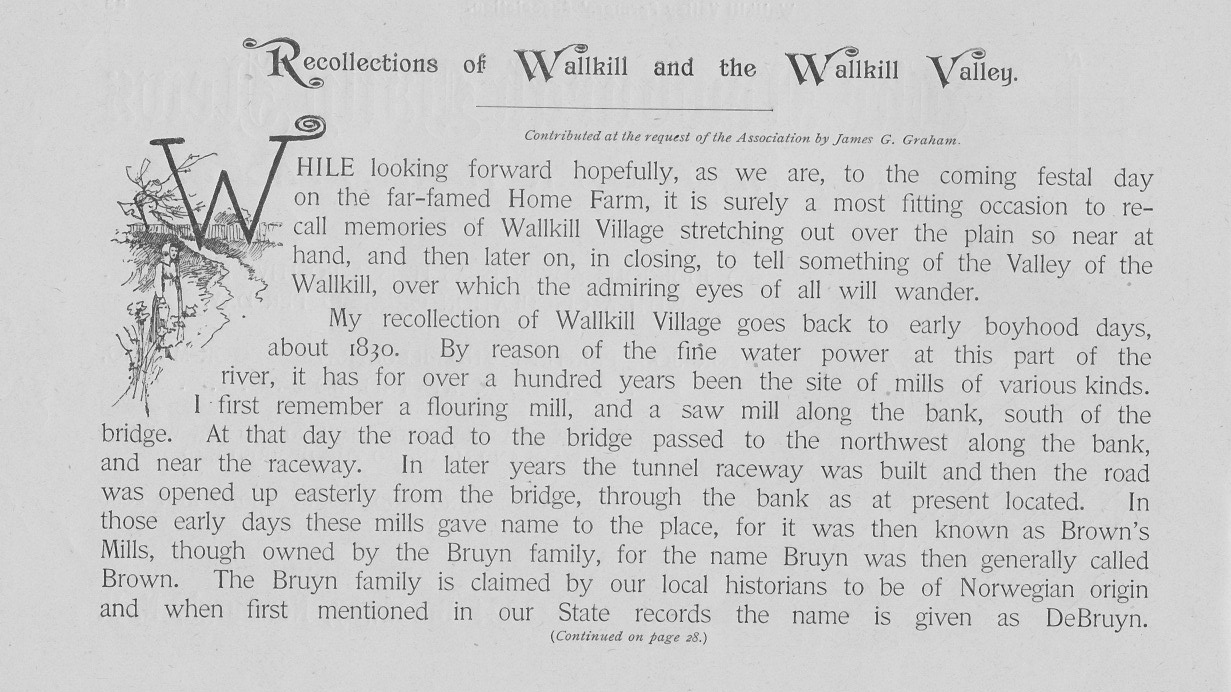 Recollections of Wallkill and the Wallkill Valley.
Contributed at the request of the Association by James G. Graham.
WHILE looking forward hopefully, as we are, to the coming festal day
on the far-famed Home Farm, it is surely a most fitting occasion to re-
call memories of Wallkill Village stretching out over the plain so near at
hand, and then later on, in closing, to tell something of the Valley of the
Wallkill, over which the admiring eyes of all will wander.
My recollection of Wallkill Village goes back to early boyhood days,
about 1830. By reason of the fine water power at this part of the
river, it has for over a hundred years been the site of mills of various kinds.
I first remember a flouring mill, and a saw mill along the bank, south of the
bridge. At that day the road to the bridge passed to the northwest along the bank,
and near the raceway. In later years the tunnel raceway was built and then the road
was opened up easterly from the bridge, through the bank as at present located. In
those early days these mills gave name to the place, for it was then known as Brown's
Mills, though owned by the Bruyn family, for the name Bruyn was then generally called
Brown. The Bruyn family is claimed by our local historians to be of Norwegian origin
and when first mentioned in our State records the name is given as DeBruyn.
(Continued on page 28.)